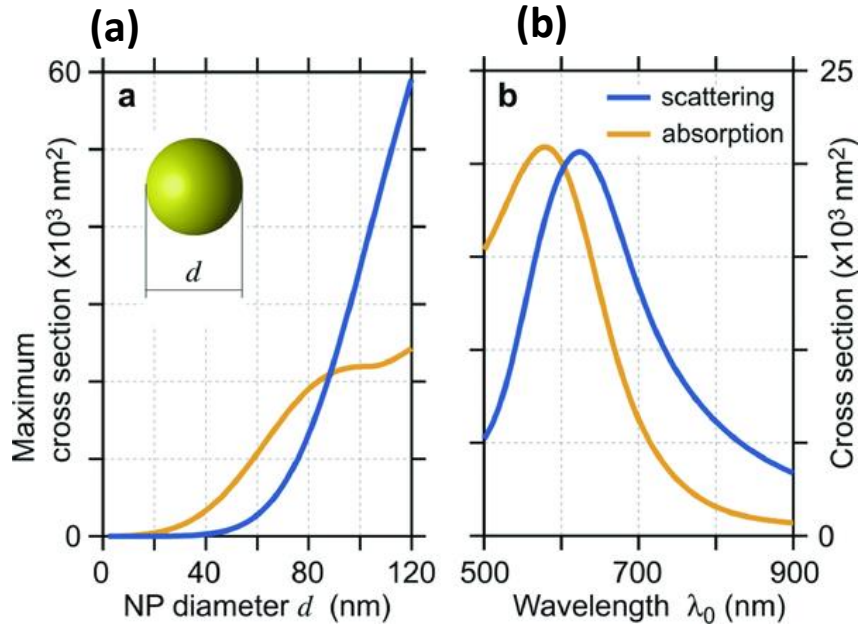 (a)
(b)
60
a
d
0
0
40
80
120
NP diameter d (nm)
Maximum
cross section (x10³ nm²)
b
scattering
absorption
25
0
500
700
900
Wavelength λ₀ (nm)
Cross section (x10³ nm²)